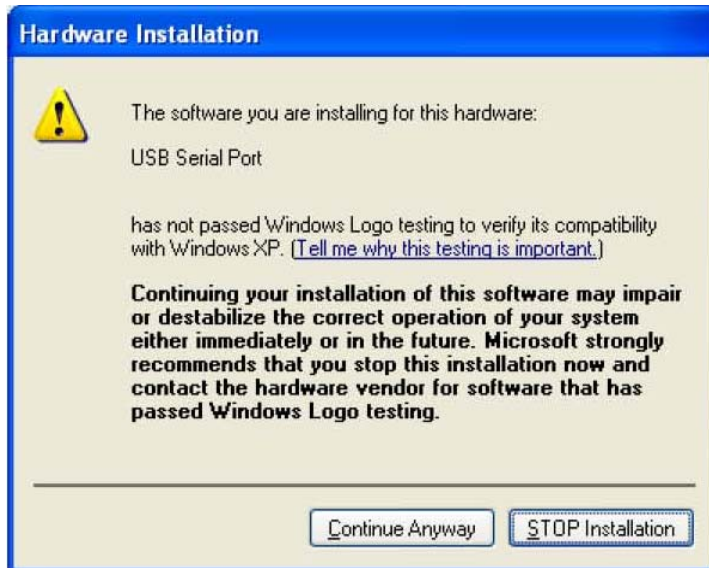 Hardware Installation
The software you are installing for this hardware:
USB Serial Port
has not passed Windows Logo testing to verify its compatibility
with Windows XP. (Tell me why this testing is important.)
Continuing your installation of this software may impair
or destabilize the correct operation of your system
either immediately or in the future. Microsoft strongly
recommends that you stop this installation now and
contact the hardware vendor for software that has
passed Windows Logo testing.
Continue Anyway
STOP Installation